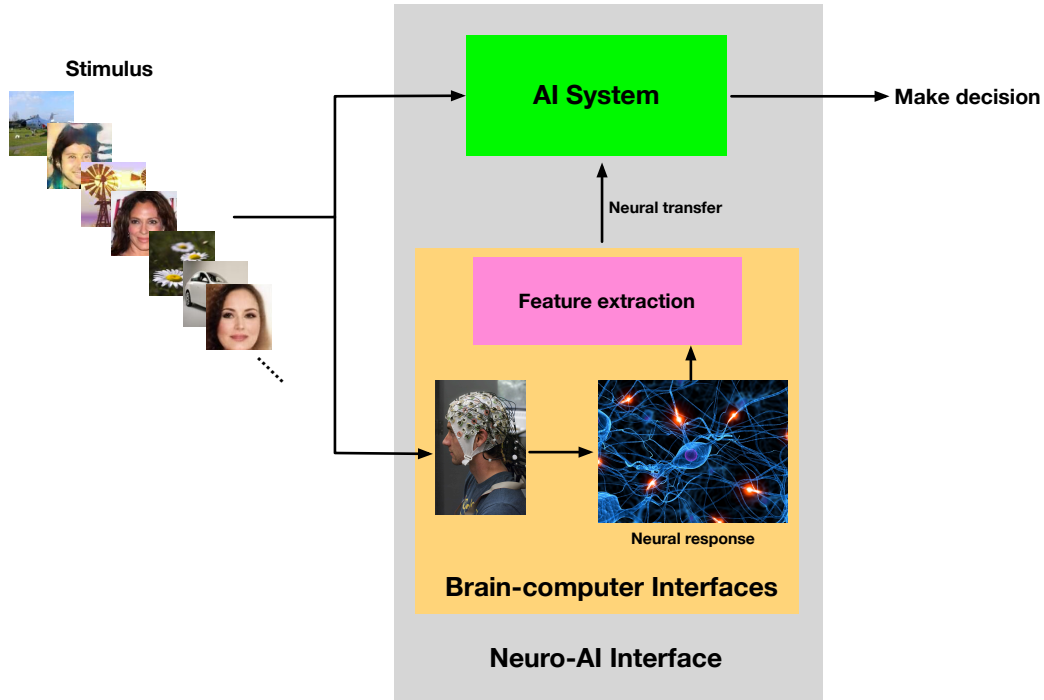 Stimulus
AI System
Make decision
Neural transfer
Feature extraction
Neural response
Brain-computer Interfaces
Neuro-AI Interface